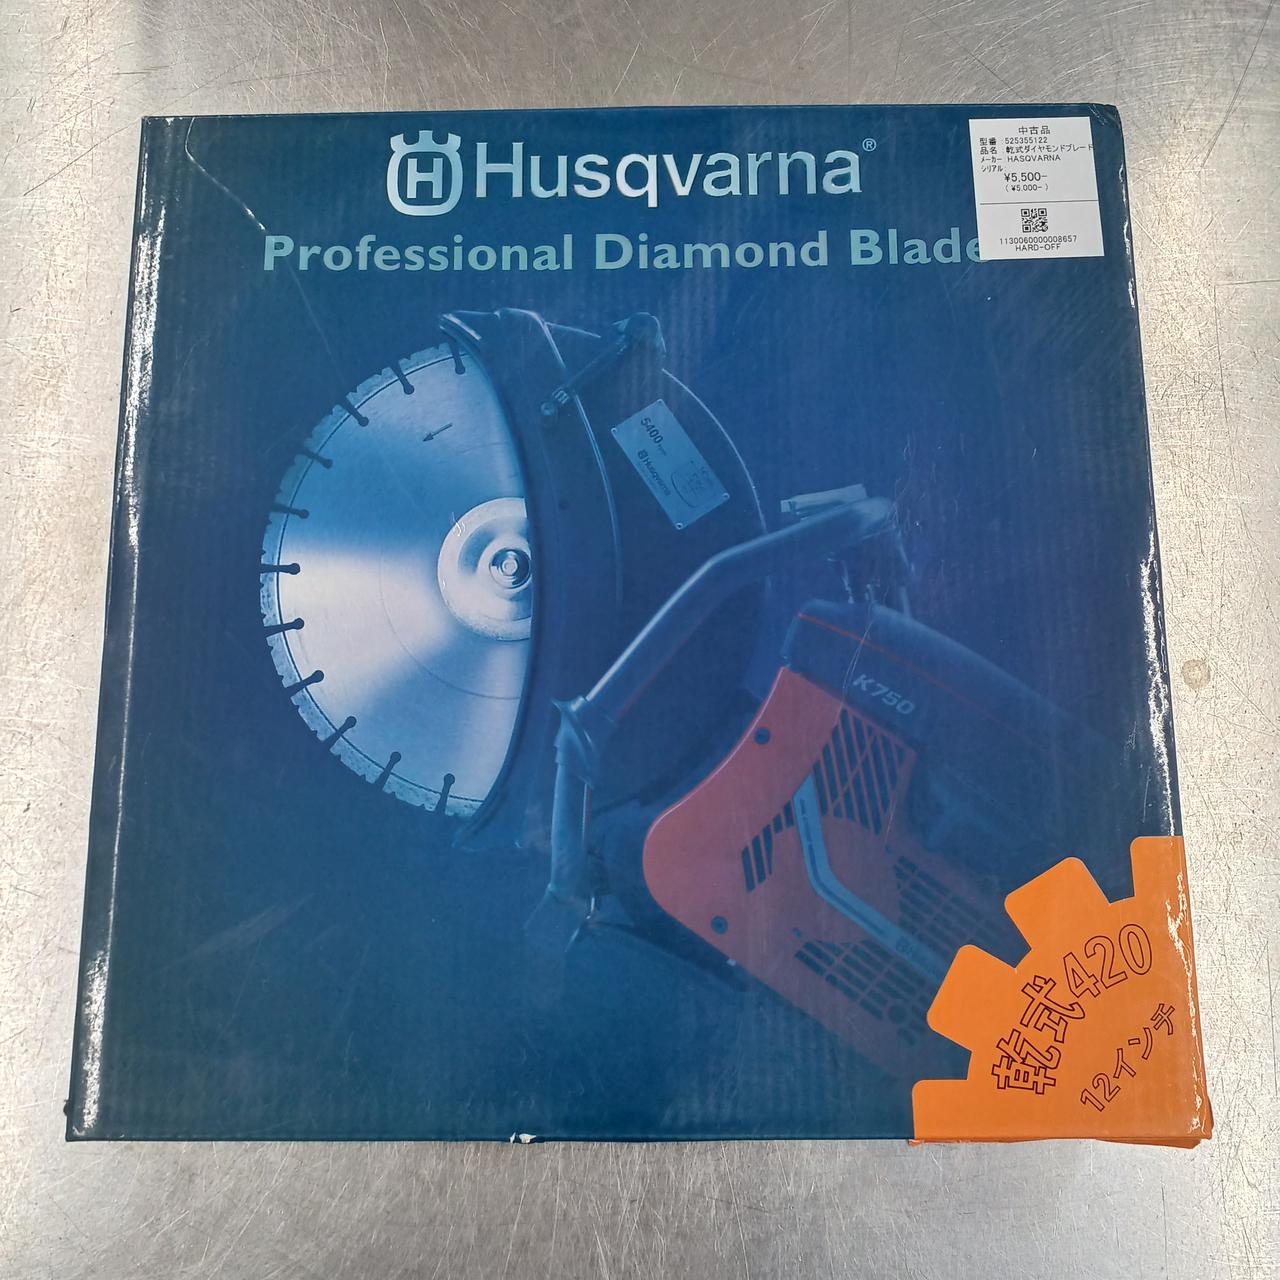 Husqvarna®
Professional Diamond Blade
中古品
型番 :525355122
品名 :乾式ダイヤモンドブレード
メーカー :HASQVARNA
シリアル:
¥5,500-
( ¥5,000- )
1130060000008657
HARD-OFF
5400 rpm
Husqvarna
K750
乾式420
12インチ